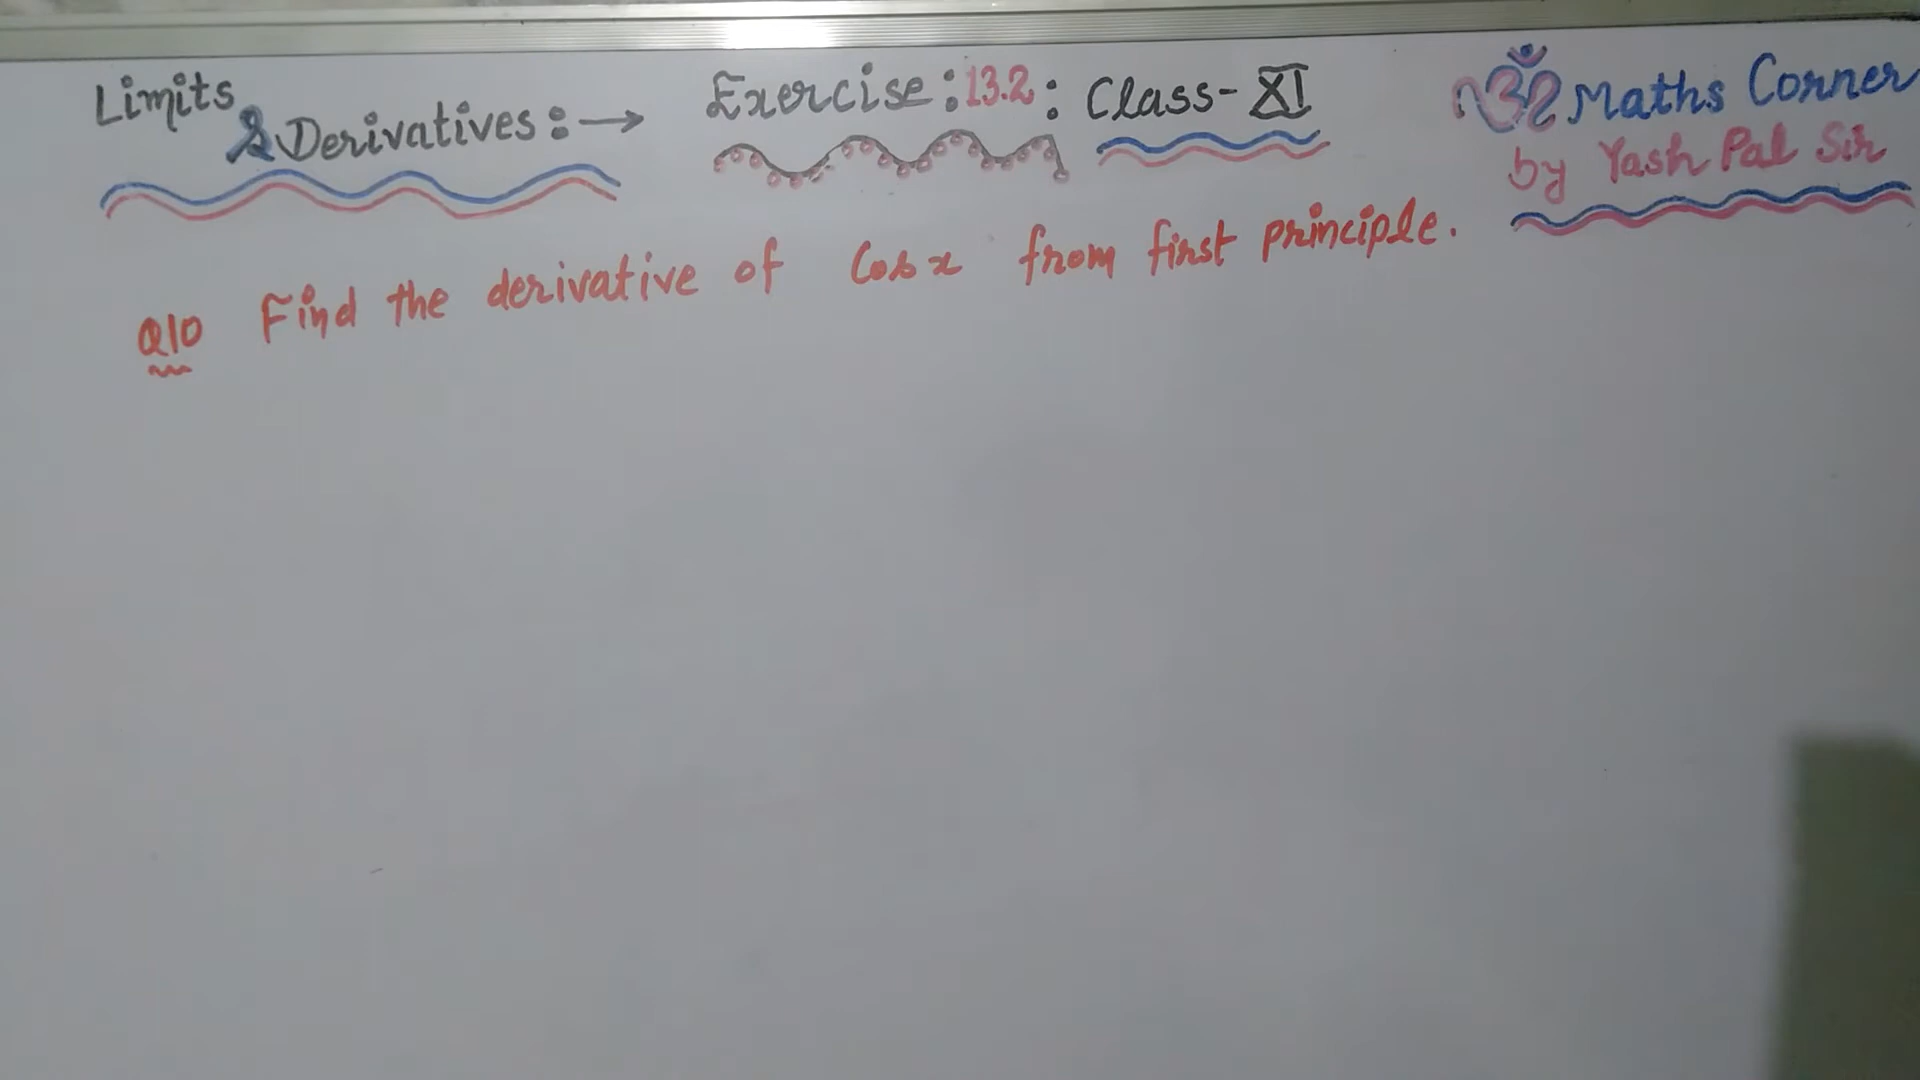 Limits
& Derivatives :→
Exercise : 13.2 : Class - XI
ॐ Maths Corner
by Yash Pal Sir
Q10 Find the derivative of Cos x from first principle.